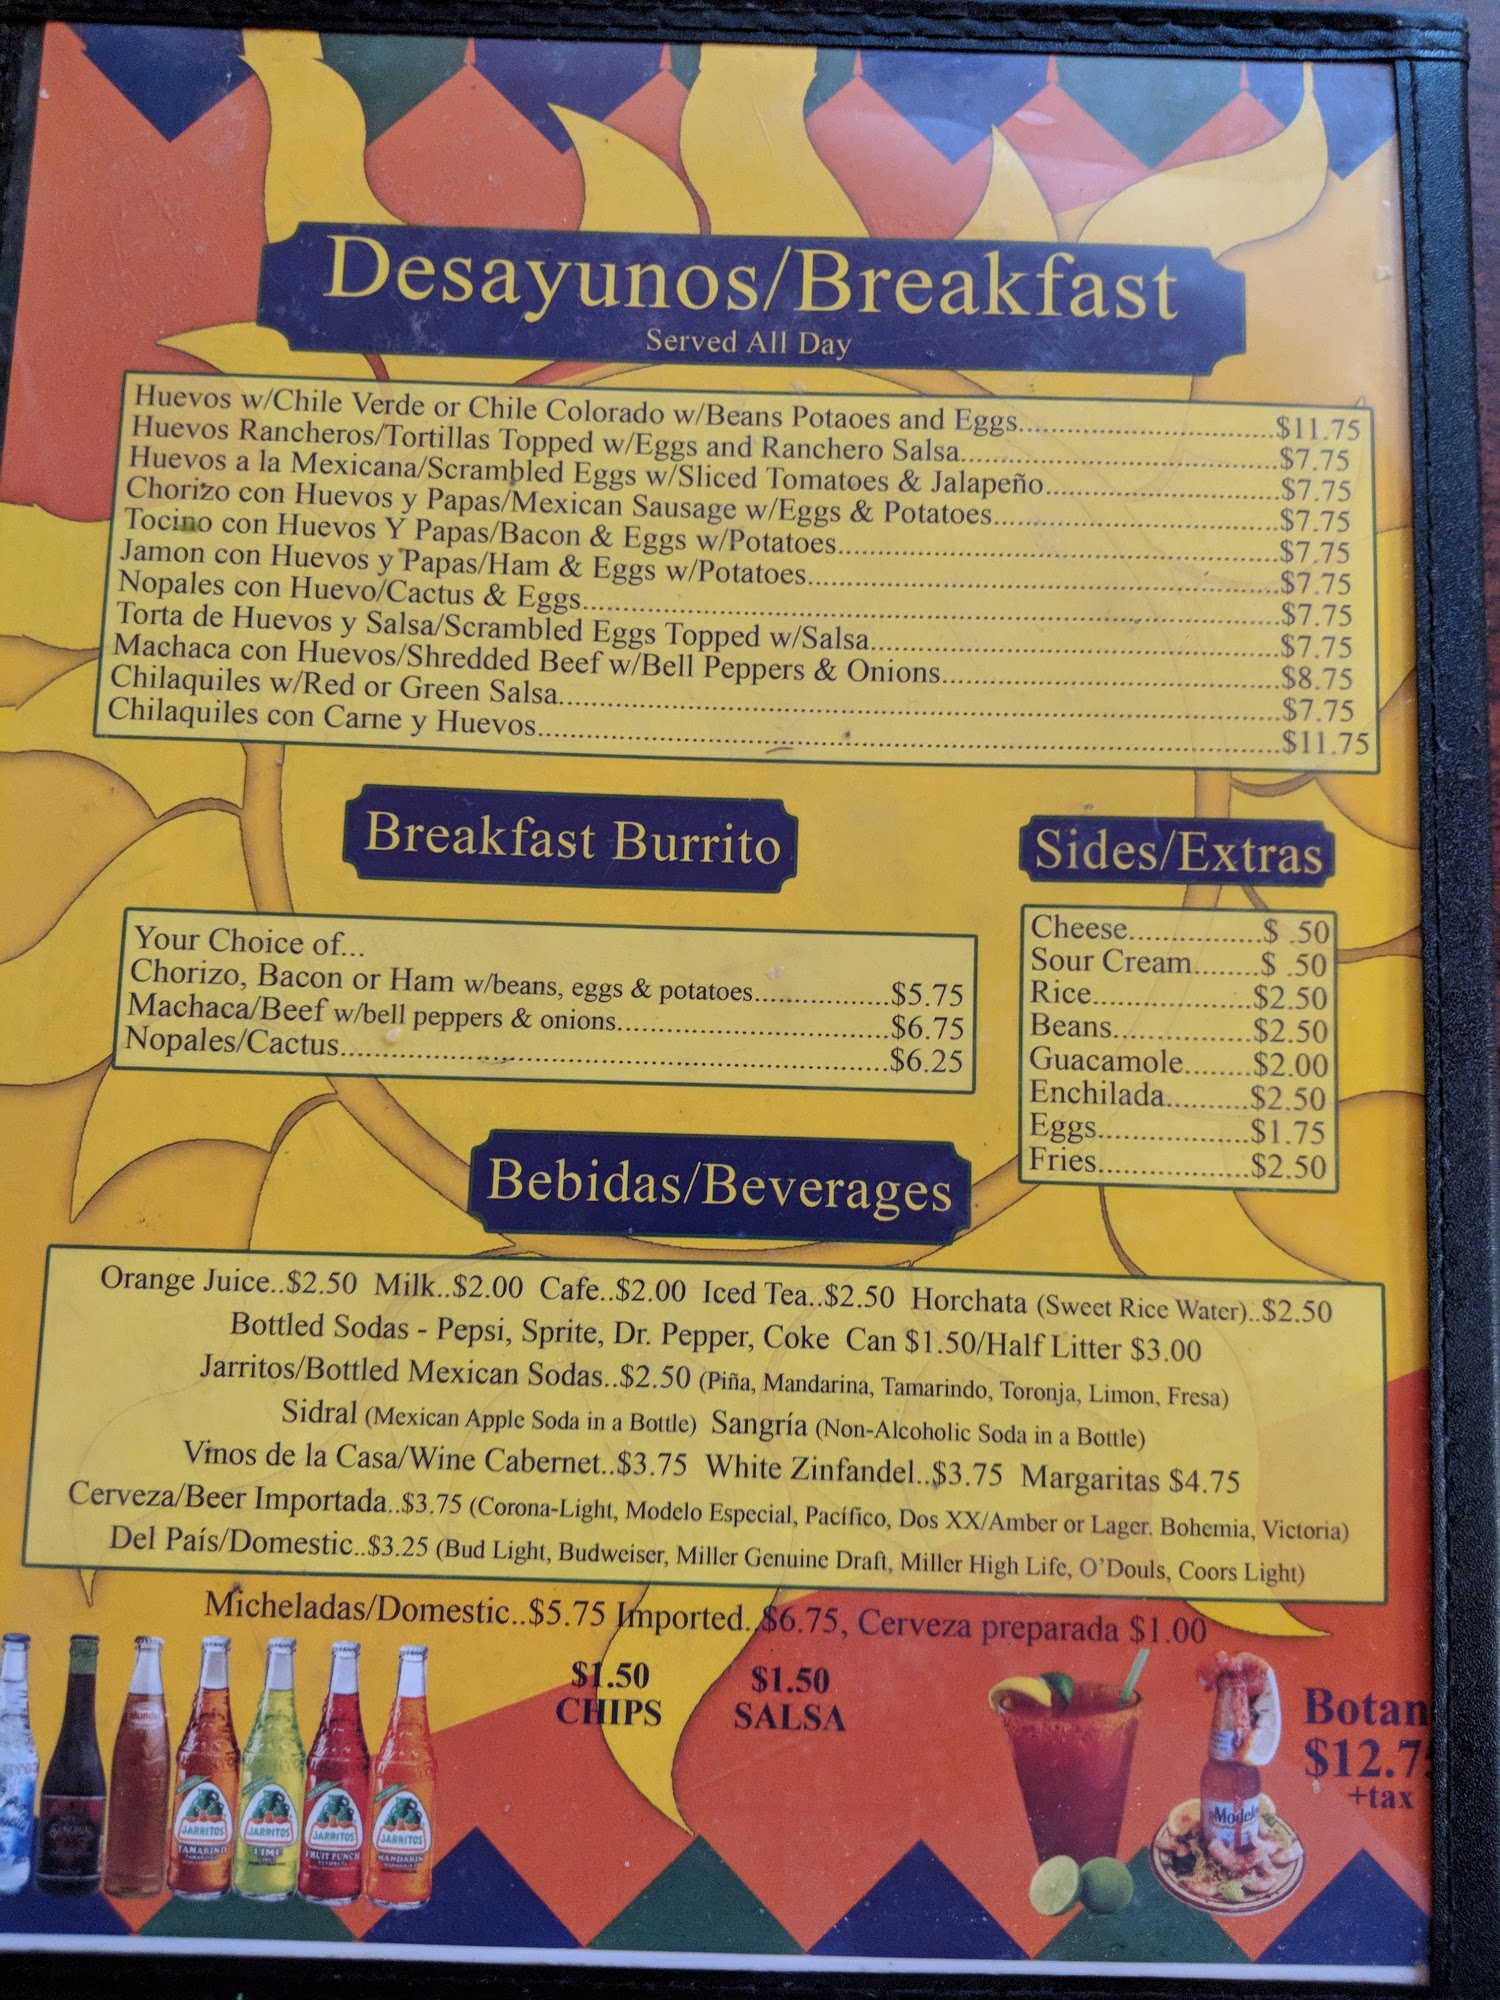 Desayunos/Breakfast
Served All Day
Huevos w/Chile Verde or Chile Colorado w/Beans Potaoes and Eggs.....$11.75
Huevos Rancheros/Tortillas Topped w/Eggs and Ranchero Salsa.....$7.75
Huevos a la Mexicana/Scrambled Eggs w/Sliced Tomatoes & Jalapeño.....$7.75
Chorizo con Huevos y Papas/Mexican Sausage w/Eggs & Potatoes.....$7.75
Tocino con Huevos Y Papas/Bacon & Eggs w/Potatoes.....$7.75
Jamon con Huevos y Papas/Ham & Eggs w/Potatoes.....$7.75
Nopales con Huevo/Cactus & Eggs.....$7.75
Torta de Huevos y Salsa/Scrambled Eggs Topped w/Salsa.....$7.75
Machaca con Huevos/Shredded Beef w/Bell Peppers & Onions.....$8.75
Chilaquiles w/Red or Green Salsa.....$7.75
Chilaquiles con Carne y Huevos.....$11.75
Breakfast Burrito
Your Choice of...
Chorizo, Bacon or Ham w/beans, eggs & potatoes.....$5.75
Machaca/Beef w/bell peppers & onions.....$6.75
Nopales/Cactus.....$6.25
Sides/Extras
Cheese.....$ .50
Sour Cream.....$ .50
Rice.....$2.50
Beans.....$2.50
Guacamole.....$2.00
Enchilada.....$2.50
Eggs.....$1.75
Fries.....$2.50
Bebidas/Beverages
Orange Juice..$2.50 Milk..$2.00 Cafe..$2.00 Iced Tea..$2.50 Horchata (Sweet Rice Water)..$2.50
Bottled Sodas - Pepsi, Sprite, Dr. Pepper, Coke Can $1.50/Half Litter $3.00
Jarritos/Bottled Mexican Sodas..$2.50 (Piña, Mandarina, Tamarindo, Toronja, Limon, Fresa)
Sidral (Mexican Apple Soda in a Bottle) Sangría (Non-Alcoholic Soda in a Bottle)
Vinos de la Casa/Wine Cabernet..$3.75 White Zinfandel..$3.75 Margaritas $4.75
Cerveza/Beer Importada..$3.75 (Corona-Light, Modelo Especial, Pacífico, Dos XX/Amber or Lager. Bohemia, Victoria)
Del País/Domestic..$3.25 (Bud Light, Budweiser, Miller Genuine Draft, Miller High Life, O'Douls, Coors Light)
Micheladas/Domestic..$5.75 Imported..$6.75, Cerveza preparada $1.00
$1.50
CHIPS
$1.50
SALSA
Botan
$12.7
+tax
JARRITOS
TAMARIND
JARRITOS
LIME
JARRITOS
FRUIT PUNCH
JARRITOS
MANDARIN
Modelo